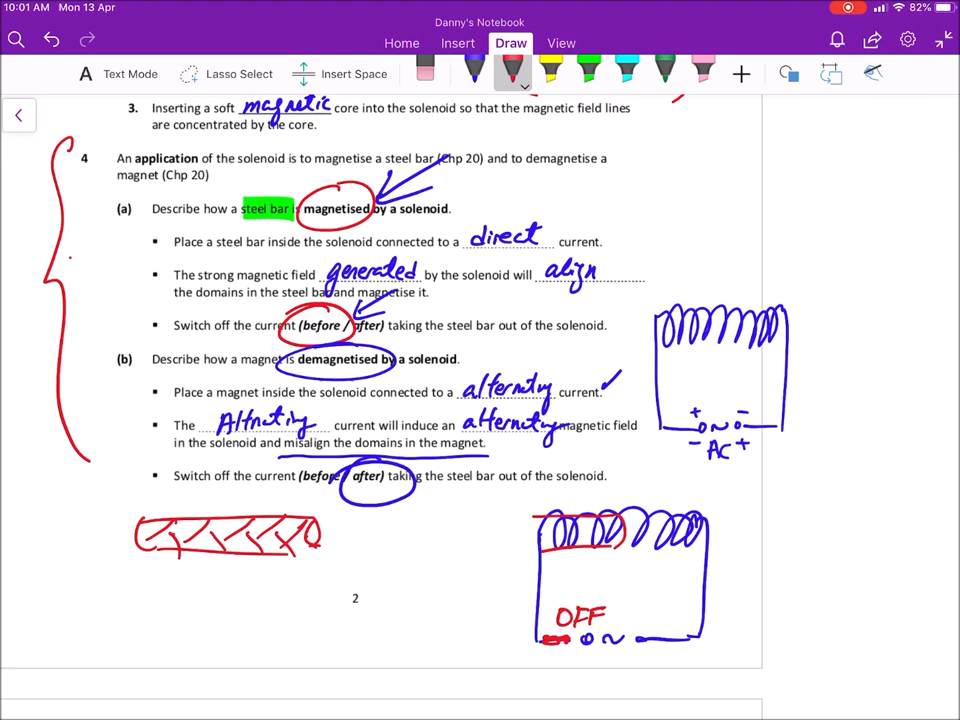 10:01 AM Mon 13 Apr
82%
Danny's Notebook
Home Insert Draw View
A Text Mode Lasso Select Insert Space
3. Inserting a soft magnetic core into the solenoid so that the magnetic field lines
are concentrated by the core.
4 An application of the solenoid is to magnetise a steel bar (Chp 20) and to demagnetise a
magnet (Chp 20)
(a) Describe how a steel bar is magnetised by a solenoid.
▪ Place a steel bar inside the solenoid connected to a direct current.
▪ The strong magnetic field generated by the solenoid will align
the domains in the steel bar and magnetise it.
▪ Switch off the current (before / after) taking the steel bar out of the solenoid.
(b) Describe how a magnet is demagnetised by a solenoid.
▪ Place a magnet inside the solenoid connected to a alternting current.
▪ The Altnating current will induce an alternting magnetic field
in the solenoid and misalign the domains in the magnet.
▪ Switch off the current (before / after) taking the steel bar out of the solenoid.
+ −
− AC +
OFF
2